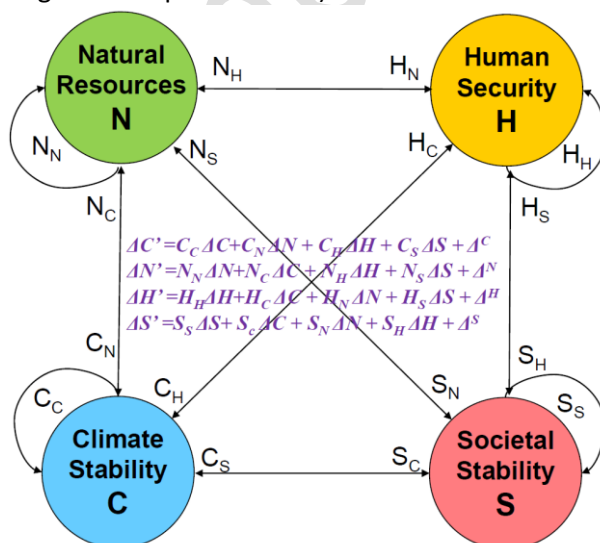 Natural
Resources
N
Human
Security
H
N_H
H_N
N_N
N_S
H_C
H_H
N_C
H_S
ΔC’=C_C ΔC+C_N ΔN + C_H ΔH + C_S ΔS + Δ^C
ΔN’=N_N ΔN+N_C ΔC + N_H ΔH + N_S ΔS + Δ^N
ΔH’=H_H ΔH+H_C ΔC + H_N ΔN + H_S ΔS + Δ^H
ΔS’=S_S ΔS+ S_c ΔC + S_N ΔN + S_H ΔH + Δ^S
C_N
S_H
C_C
C_H
S_N
S_S
Climate
Stability
C
C_S
S_C
Societal
Stability
S